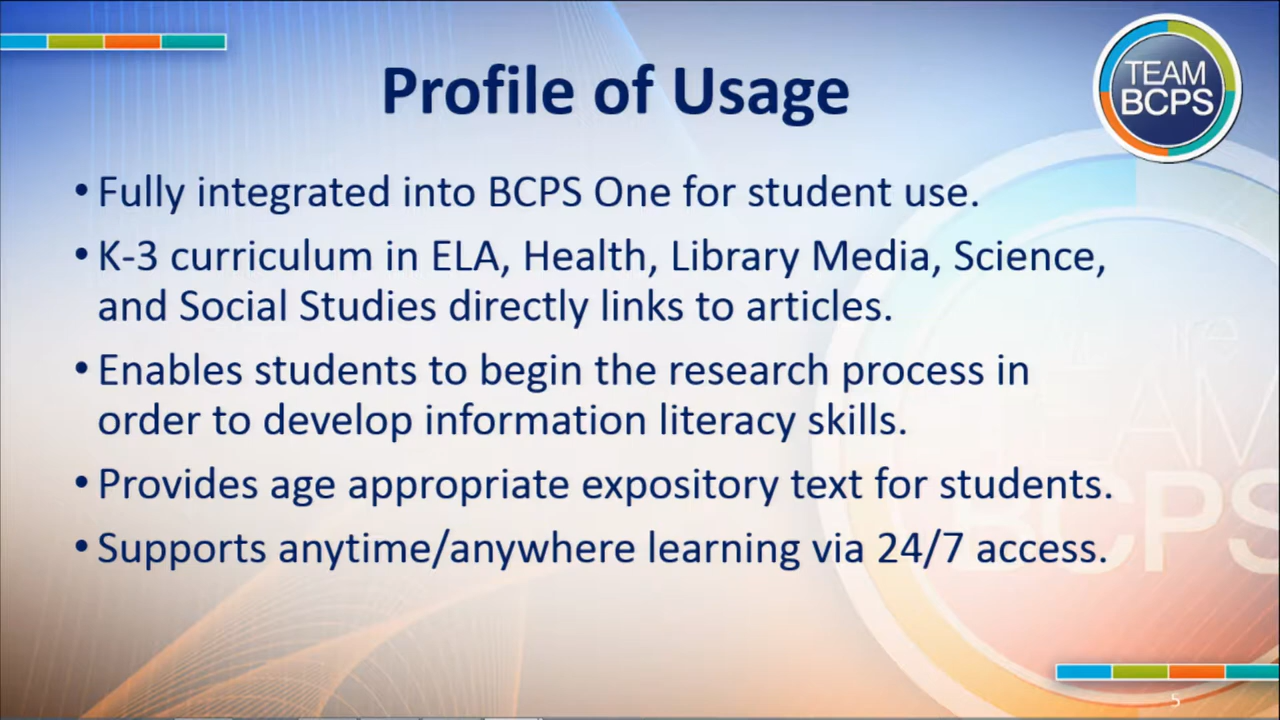 TEAM
BCPS
Profile of Usage
• Fully integrated into BCPS One for student use.
• K-3 curriculum in ELA, Health, Library Media, Science,
and Social Studies directly links to articles.
• Enables students to begin the research process in
order to develop information literacy skills.
• Provides age appropriate expository text for students.
• Supports anytime/anywhere learning via 24/7 access.
BCPS
5